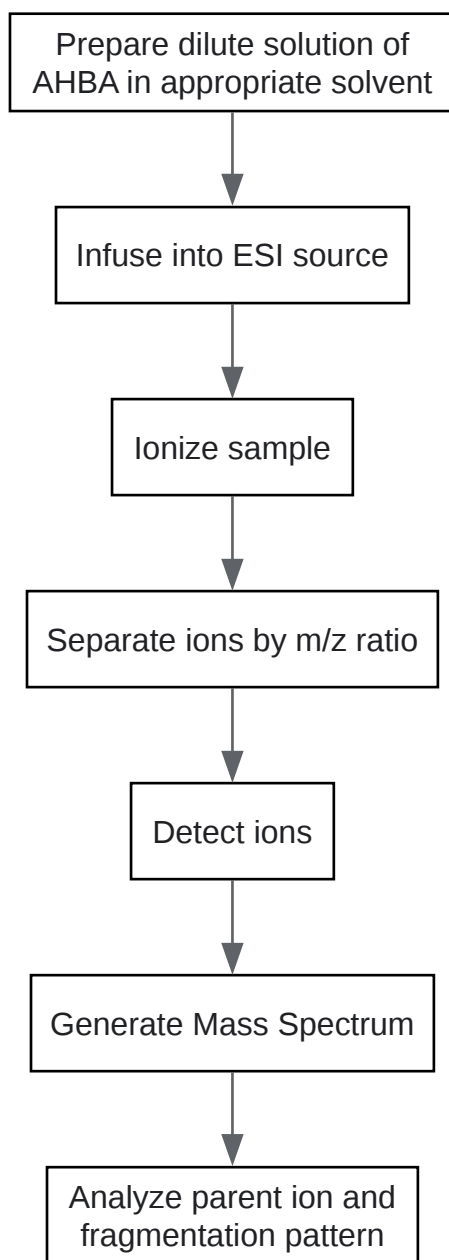 Prepare dilute solution of
AHBA in appropriate solvent
Infuse into ESI source
Ionize sample
Separate ions by m/z ratio
Detect ions
Generate Mass Spectrum
Analyze parent ion and
fragmentation pattern